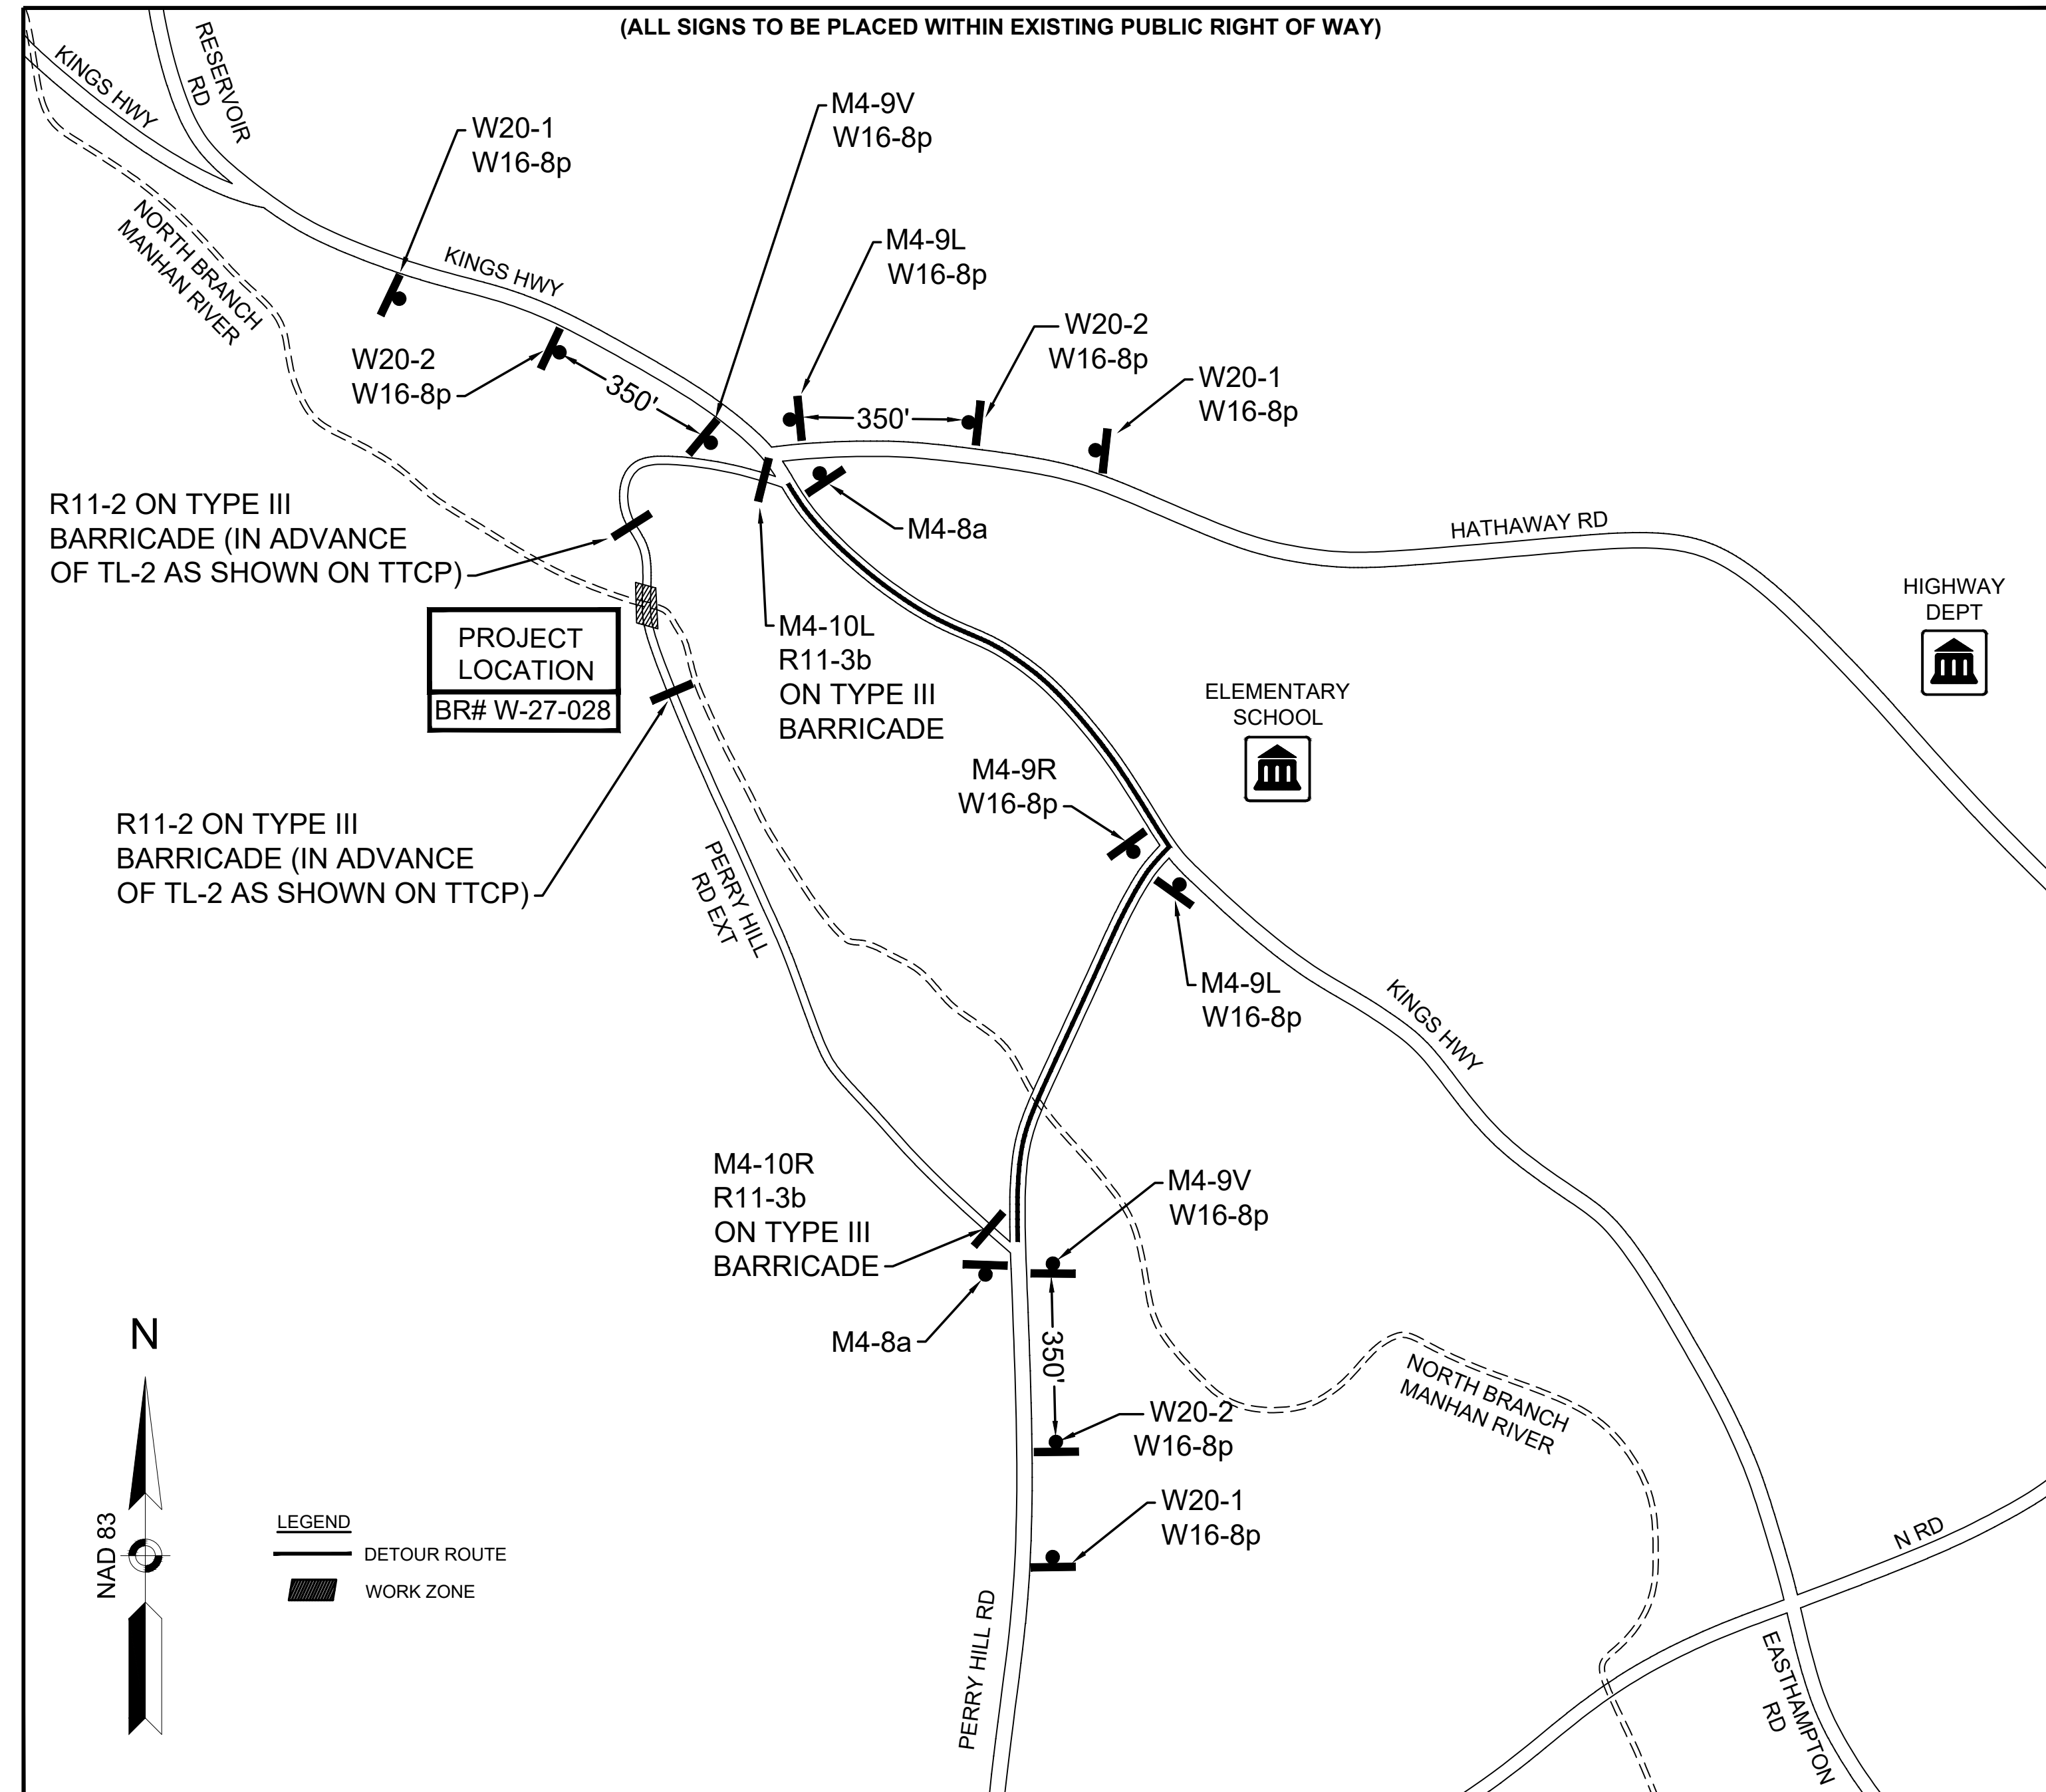 (ALL SIGNS TO BE PLACED WITHIN EXISTING PUBLIC RIGHT OF WAY)
RESERVOIR
RD
KINGS HWY
W20-1
W16-8p
M4-9V
W16-8p
NORTH BRANCH
MANHAN RIVER
KINGS HWY
M4-9L
W16-8p
W20-2
W16-8p
W20-2
W16-8p
350'
350'
W20-1
W16-8p
R11-2 ON TYPE III
BARRICADE (IN ADVANCE
OF TL-2 AS SHOWN ON TTCP)
M4-8a
HATHAWAY RD
HIGHWAY
DEPT
PROJECT
LOCATION
BR# W-27-028
M4-10L
R11-3b
ON TYPE III
BARRICADE
ELEMENTARY
SCHOOL
M4-9R
W16-8p
R11-2 ON TYPE III
BARRICADE (IN ADVANCE
OF TL-2 AS SHOWN ON TTCP)
PERRY HILL
RD EXT
M4-9L
W16-8p
KINGS HWY
M4-10R
R11-3b
ON TYPE III
BARRICADE
M4-9V
W16-8p
M4-8a
350'
N
NORTH BRANCH
MANHAN RIVER
W20-2
W16-8p
W20-1
W16-8p
NAD 83
LEGEND
DETOUR ROUTE
WORK ZONE
N RD
PERRY HILL RD
EASTHAMPTON
RD